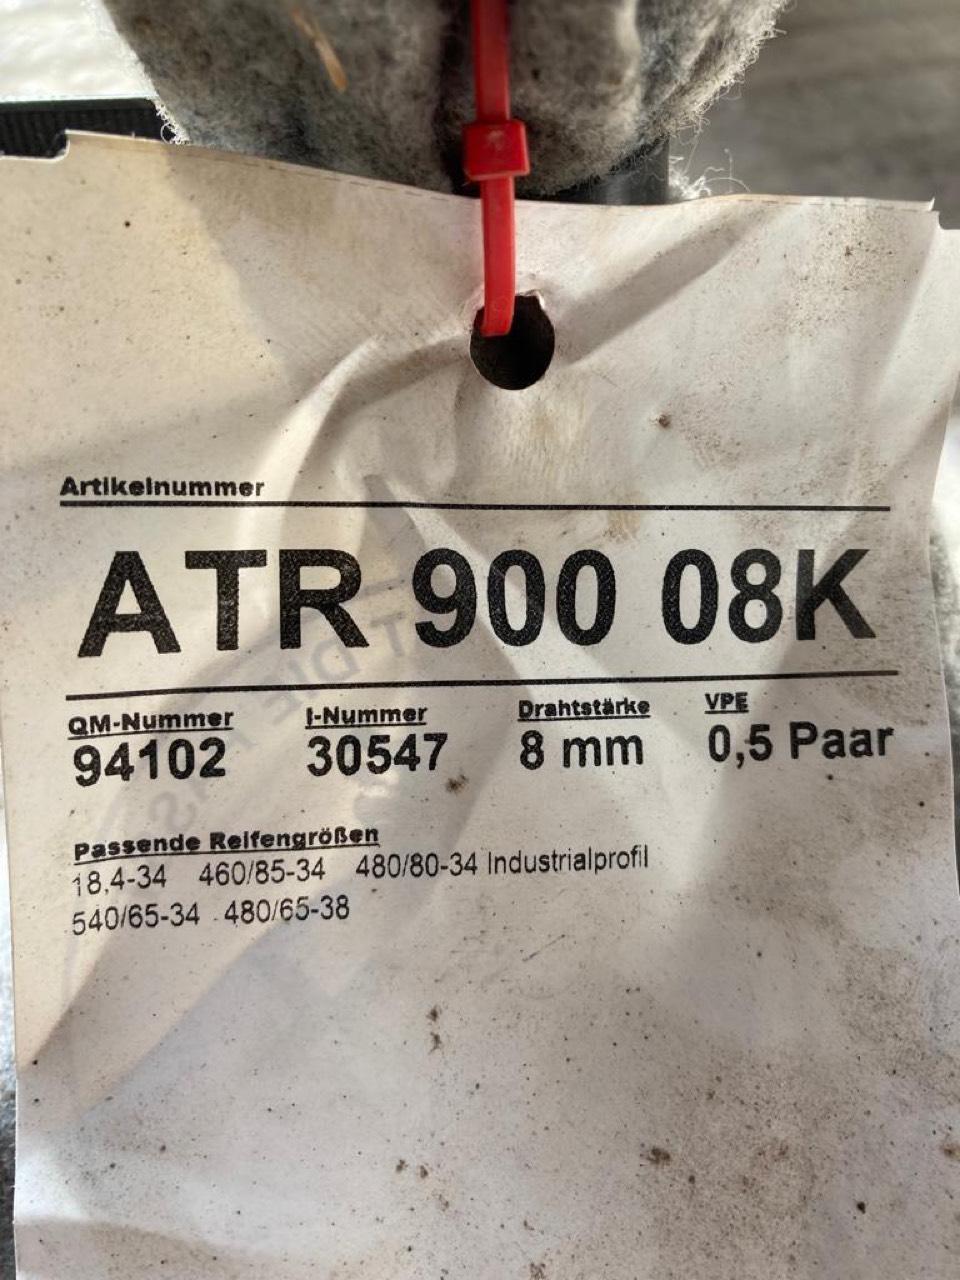 Artikelnummer
ATR 900 08K
QM-Nummer I-Nummer Drahtstärke VPE
94102 30547 8 mm 0,5 Paar
Passende Reifengrößen
18,4-34 460/85-34 480/80-34 Industrialprofil
540/65-34 480/65-38